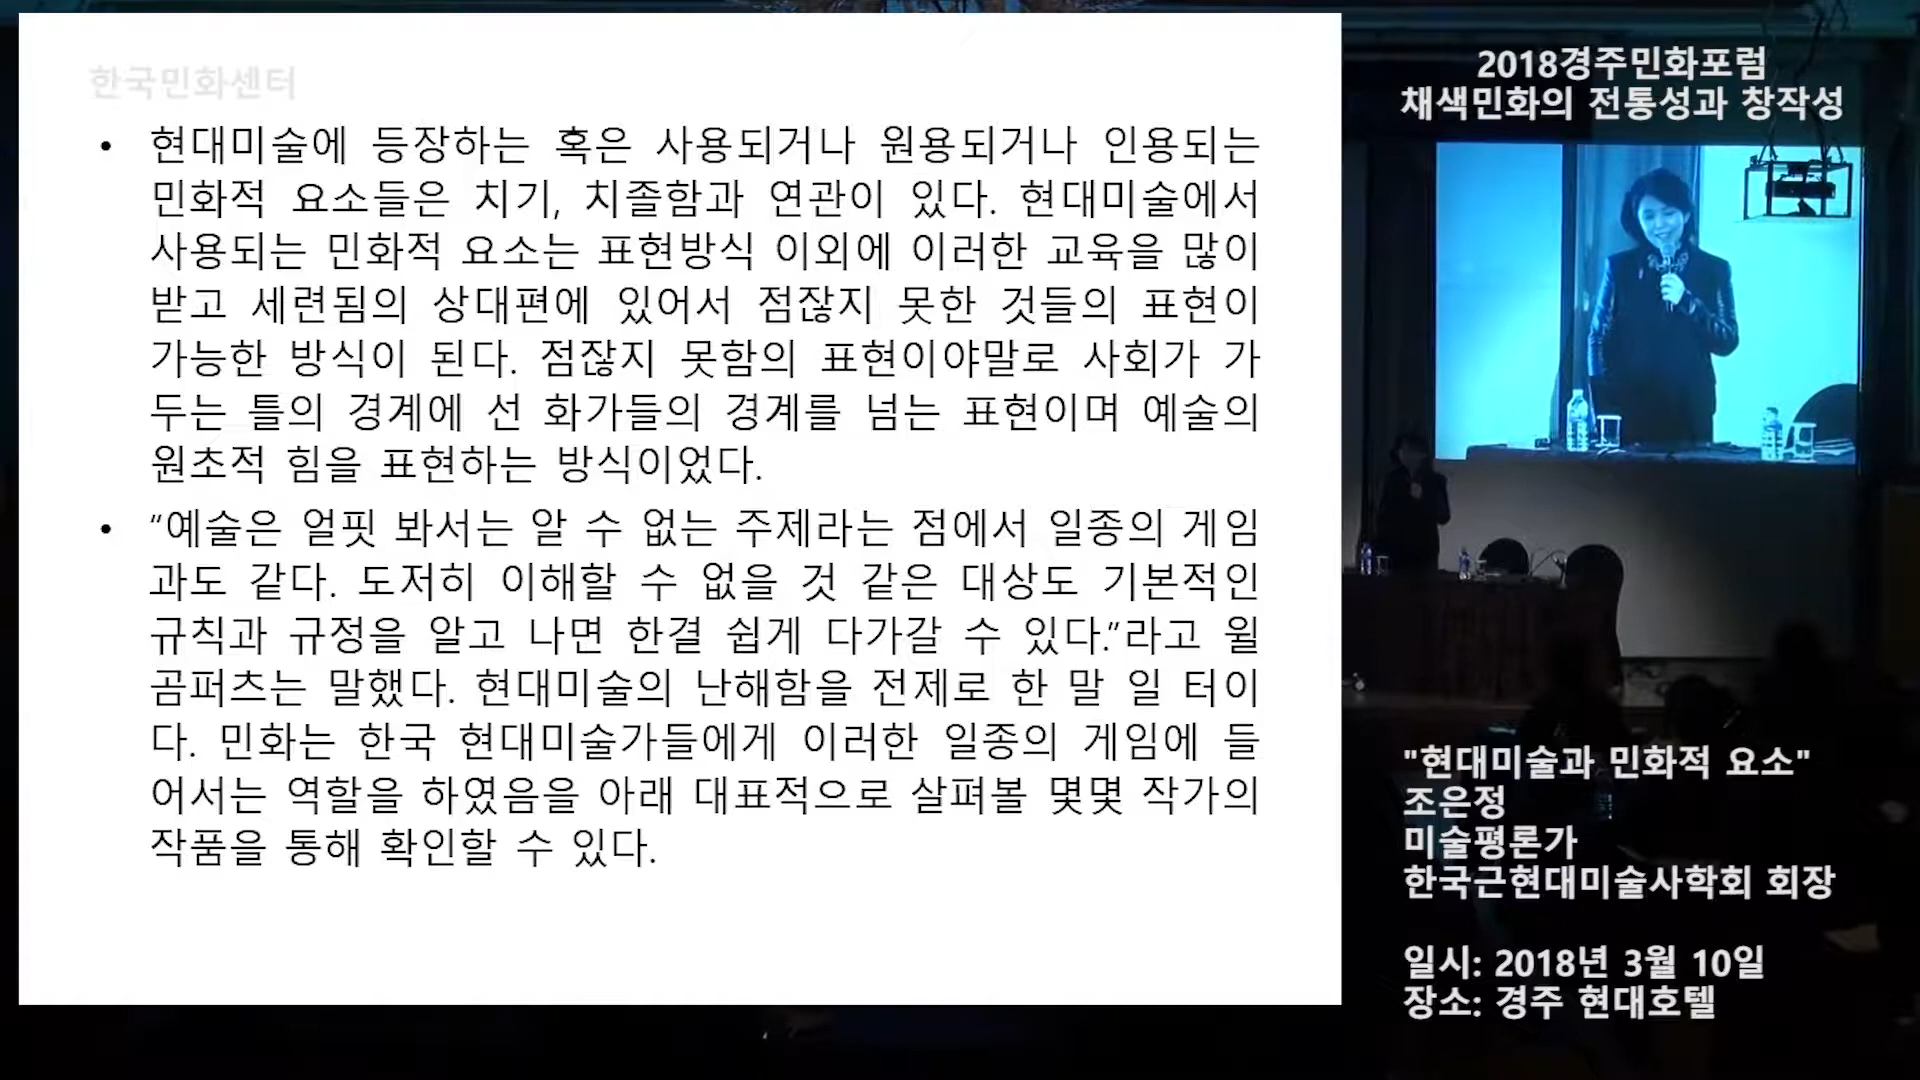 한국민화센터
• 현대미술에 등장하는 혹은 사용되거나 원용되거나 인용되는
민화적 요소들은 치기, 치졸함과 연관이 있다. 현대미술에서
사용되는 민화적 요소는 표현방식 이외에 이러한 교육을 많이
받고 세련됨의 상대편에 있어서 점잖지 못한 것들의 표현이
가능한 방식이 된다. 점잖지 못함의 표현이야말로 사회가 가
두는 틀의 경계에 선 화가들의 경계를 넘는 표현이며 예술의
원초적 힘을 표현하는 방식이었다.
• “예술은 얼핏 봐서는 알 수 없는 주제라는 점에서 일종의 게임
과도 같다. 도저히 이해할 수 없을 것 같은 대상도 기본적인
규칙과 규정을 알고 나면 한결 쉽게 다가갈 수 있다.”라고 윌
곰퍼츠는 말했다. 현대미술의 난해함을 전제로 한 말 일 터이
다. 민화는 한국 현대미술가들에게 이러한 일종의 게임에 들
어서는 역할을 하였음을 아래 대표적으로 살펴볼 몇몇 작가의
작품을 통해 확인할 수 있다.
2018경주민화포럼
채색민화의 전통성과 창작성
"현대미술과 민화적 요소"
조은정
미술평론가
한국근현대미술사학회 회장
일시: 2018년 3월 10일
장소: 경주 현대호텔